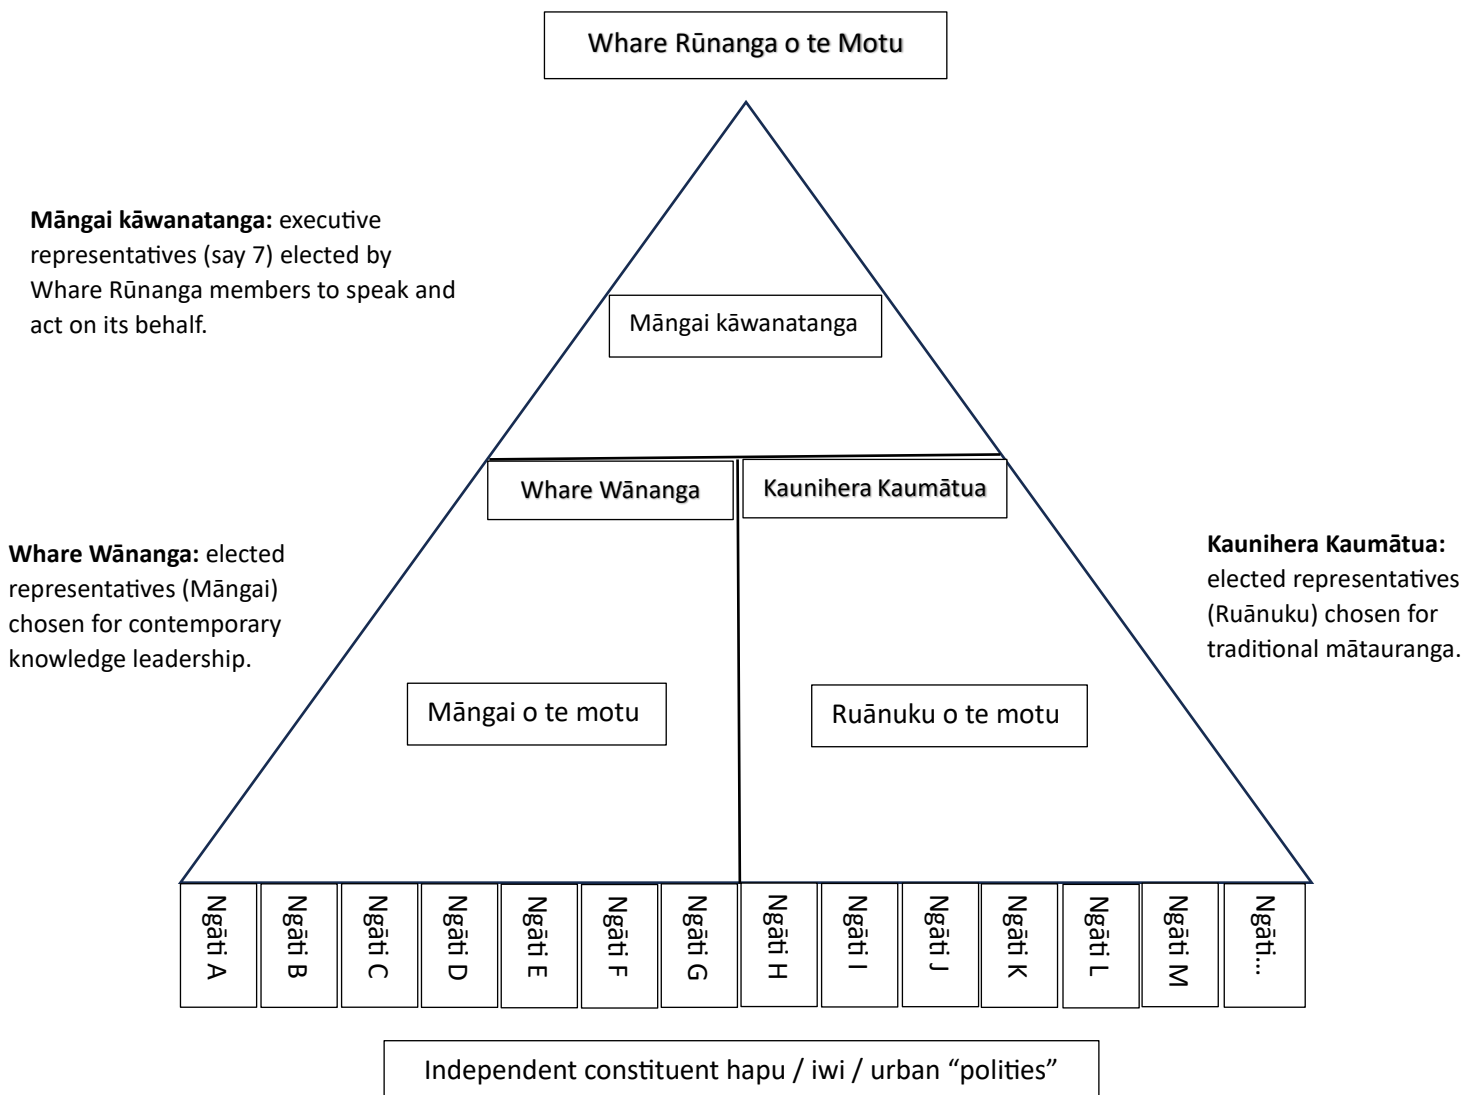 Whare Rūnanga o te Motu
Māngai kāwanatanga: executive
representatives (say 7) elected by
Whare Rūnanga members to speak and
act on its behalf.
Māngai kāwanatanga
Whare Wānanga
Kaunihera Kaumātua
Whare Wānanga: elected
representatives (Māngai)
chosen for contemporary
knowledge leadership.
Kaunihera Kaumātua:
elected representatives
(Ruānuku) chosen for
traditional mātauranga.
Māngai o te motu
Ruānuku o te motu
Ngāti A
Ngāti B
Ngāti C
Ngāti D
Ngāti E
Ngāti F
Ngāti G
Ngāti H
Ngāti I
Ngāti J
Ngāti K
Ngāti L
Ngāti M
Ngāti...
Independent constituent hapu / iwi / urban “polities”